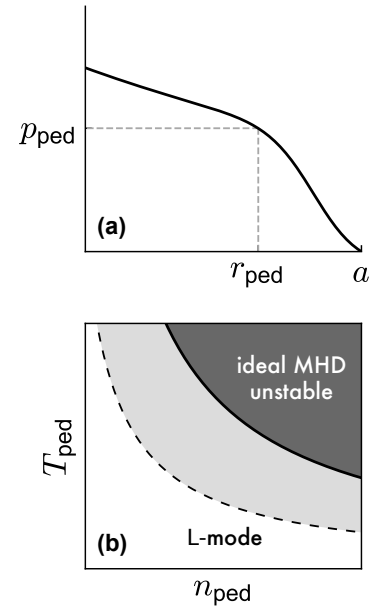 p_ped
(a)
r_ped
a
ideal MHD
unstable
T_ped
(b)
L-mode
n_ped